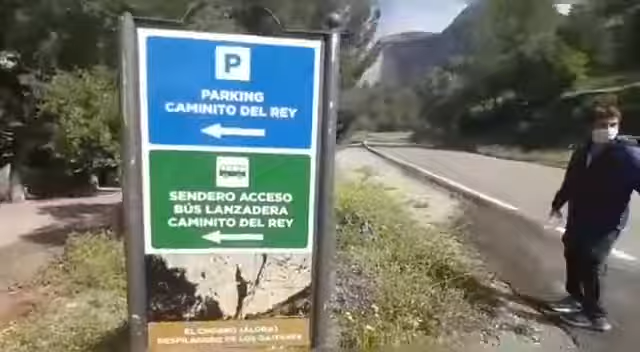 P
PARKING
CAMINITO DEL REY
SENDERO ACCESO
BÚS LANZADERA
CAMINITO DEL REY
EL CHORRO (ÁLORA)
DESFILADERO DE LOS GAITANES